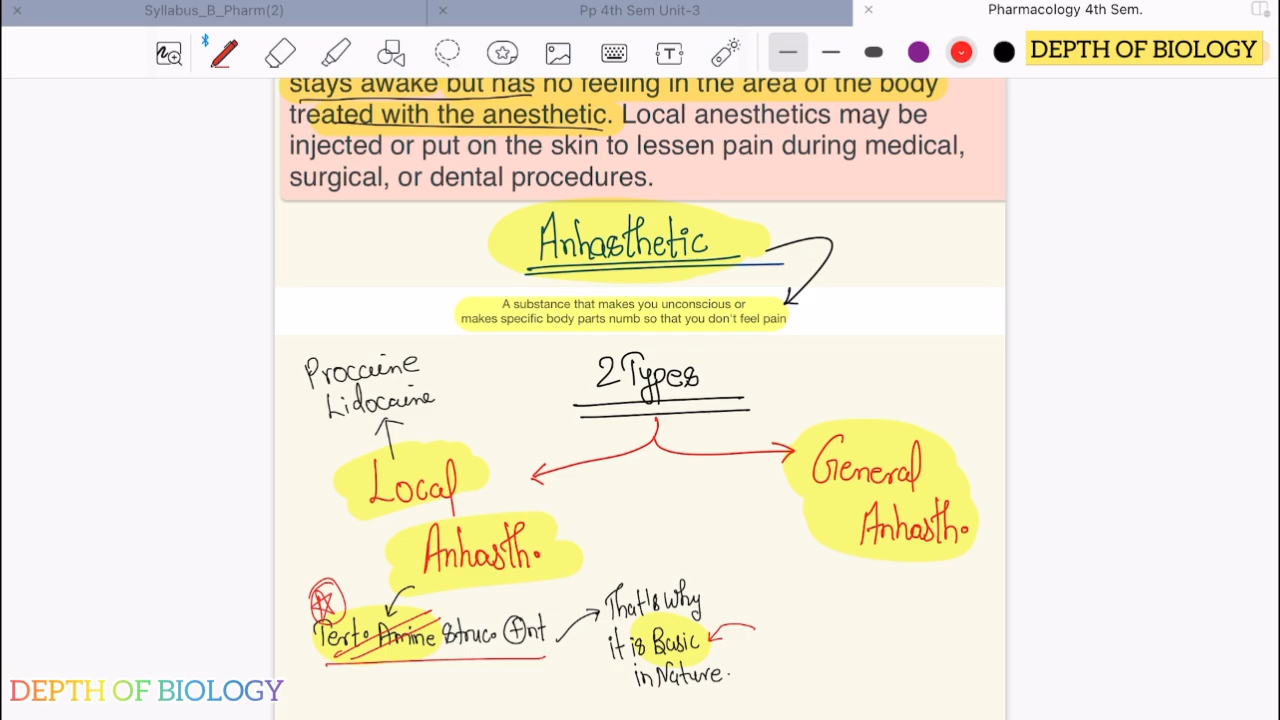 Syllabus_B_Pharm(2)
Pp 4th Sem Unit-3
Pharmacology 4th Sem.
DEPTH OF BIOLOGY
stays awake but has no feeling in the area of the body
treated with the anesthetic. Local anesthetics may be
injected or put on the skin to lessen pain during medical,
surgical, or dental procedures.
Anhasthetic
A substance that makes you unconscious or
makes specific body parts numb so that you don't feel pain
Procaine
Lidocaine
2 Types
Local
Anhasth.
General
Anhasth.
Tert. Amine Struc. +nt
That's why
it is Basic
in Nature.
DEPTH OF BIOLOGY